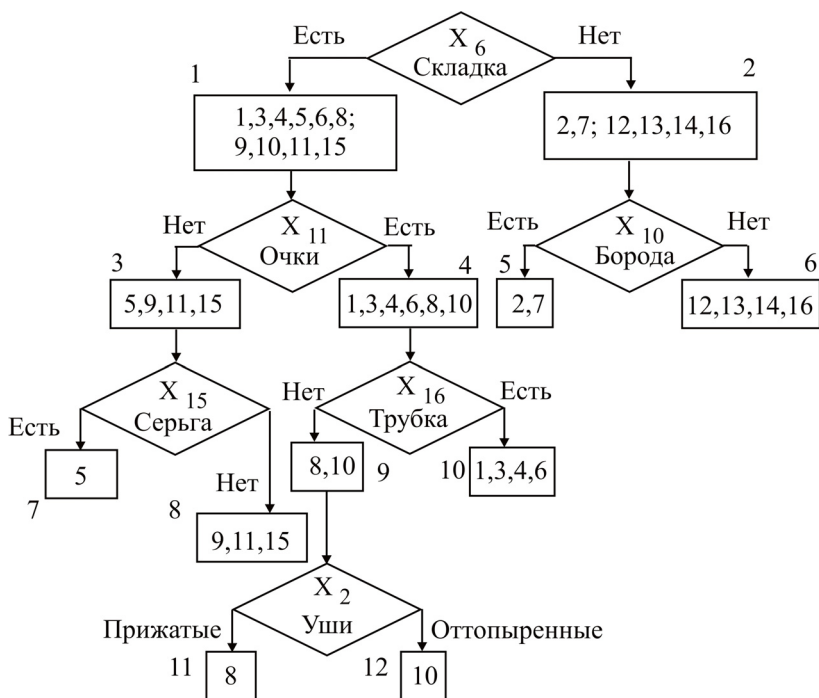 Есть
X 6
Складка
Нет
1
2
1,3,4,5,6,8;
9,10,11,15
2,7; 12,13,14,16
Нет
X 11
Очки
Есть
Есть
X 10
Борода
Нет
3
4
5
6
5,9,11,15
1,3,4,6,8,10
2,7
12,13,14,16
Есть
X 15
Серьга
Нет
Нет
X 16
Трубка
Есть
5
7
8
9,11,15
8,10
9
10
1,3,4,6
X 2
Уши
Прижатые
Оттопыренные
11
8
12
10